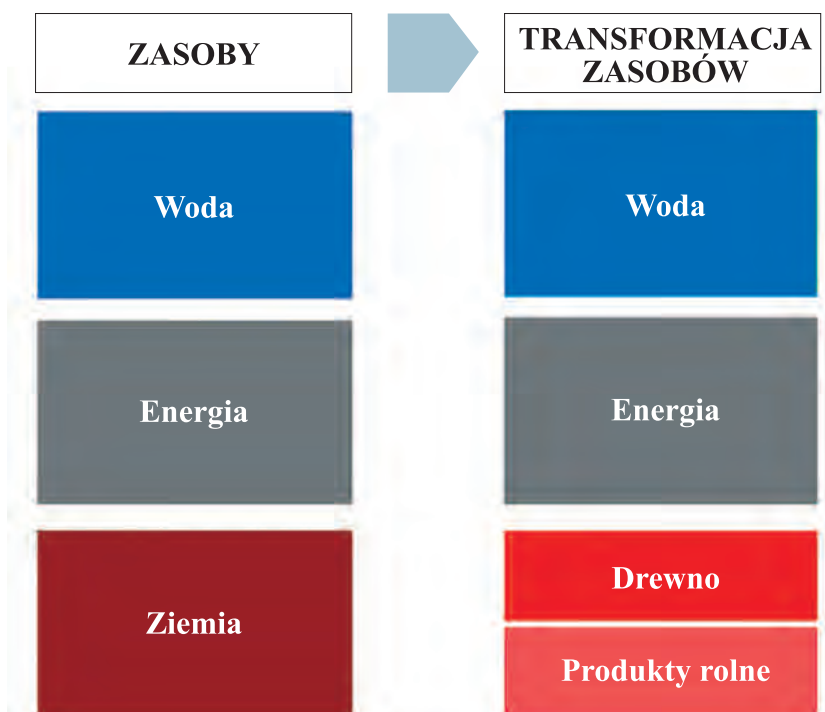 ZASOBY
TRANSFORMACJA
ZASOBÓW
Woda
Woda
Energia
Energia
Ziemia
Drewno
Produkty rolne